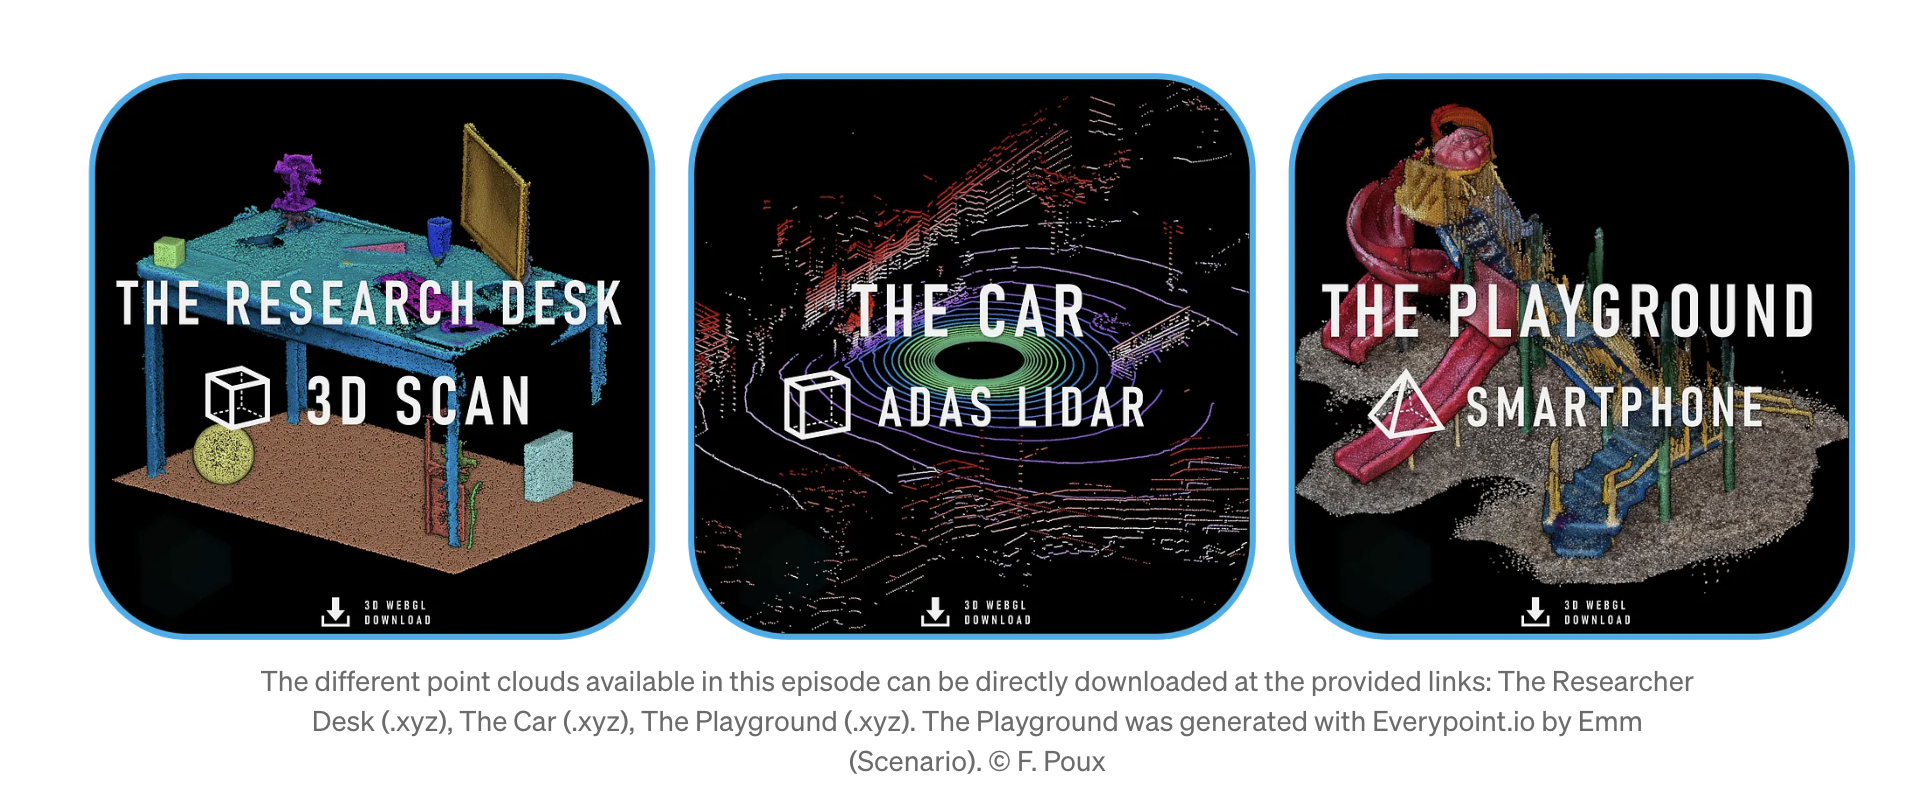 THE RESEARCH DESK
3D SCAN
3D WEBGL
DOWNLOAD
THE CAR
ADAS LIDAR
3D WEBGL
DOWNLOAD
THE PLAYGROUND
SMARTPHONE
3D WEBGL
DOWNLOAD
The different point clouds available in this episode can be directly downloaded at the provided links: The Researcher
Desk (.xyz), The Car (.xyz), The Playground (.xyz). The Playground was generated with Everypoint.io by Emm
(Scenario). © F. Poux